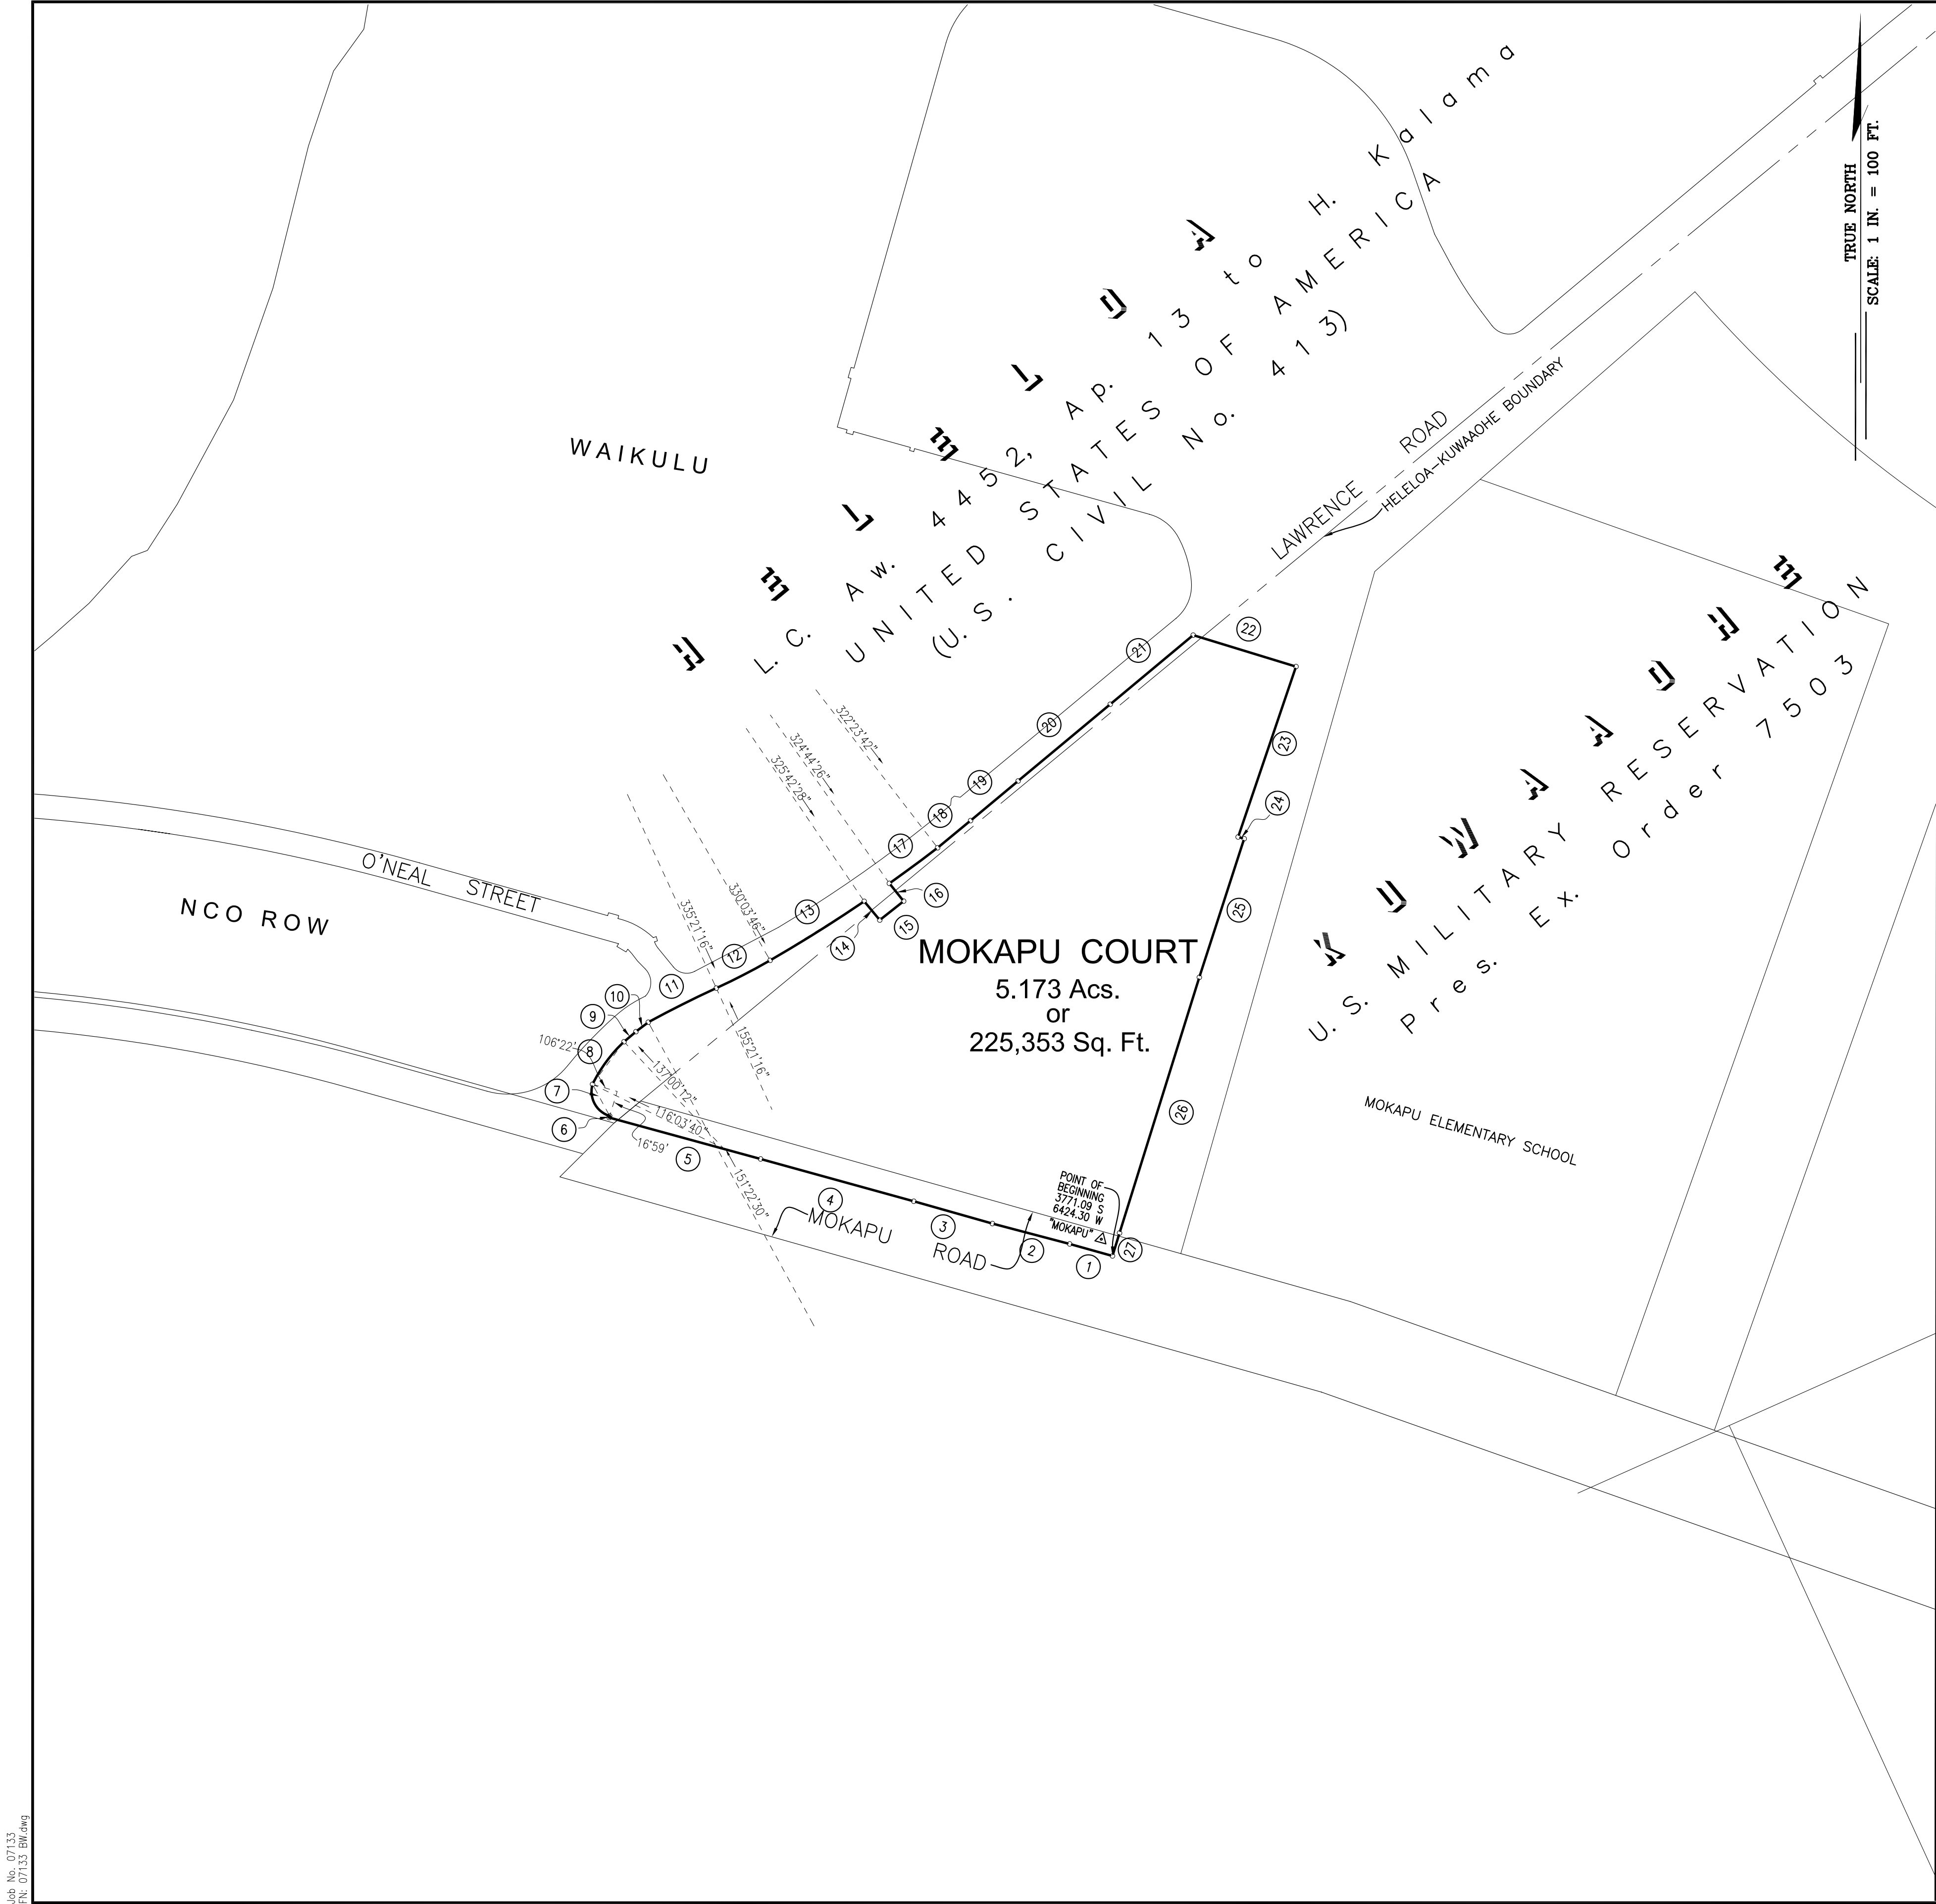 TRUE NORTH
SCALE: 1 IN. = 100 FT.
WAIKULU
L. C. Aw. 4452, Ap. 13 to H. Kalama
UNITED STATES OF AMERICA
(U.S. CIVIL No. 413)
LAWRENCE ROAD
HELELOA-KUWAAOHE BOUNDARY
KUWAAOHE
U. S. MILITARY RESERVATION
Pres. Ex. Order 7503
O'NEAL STREET
NCO ROW
MOKAPU COURT
5.173 Acs.
or
225,353 Sq. Ft.
MOKAPU ELEMENTARY SCHOOL
POINT OF
BEGINNING
3771.09 S
6424.30 W
"MOKAPU"
MOKAPU ROAD
322°23'42"
324°44'26"
325°42'28"
330°03'46"
335°21'16"
155°21'16"
137°00'12"
106°22'
116°03'40"
16°59'
151°22'30"
1
2
3
4
5
6
7
8
9
10
11
12
13
14
15
16
17
18
19
20
21
22
23
24
25
26
27
Job No. 07133
FN: 07133 BW.dwg